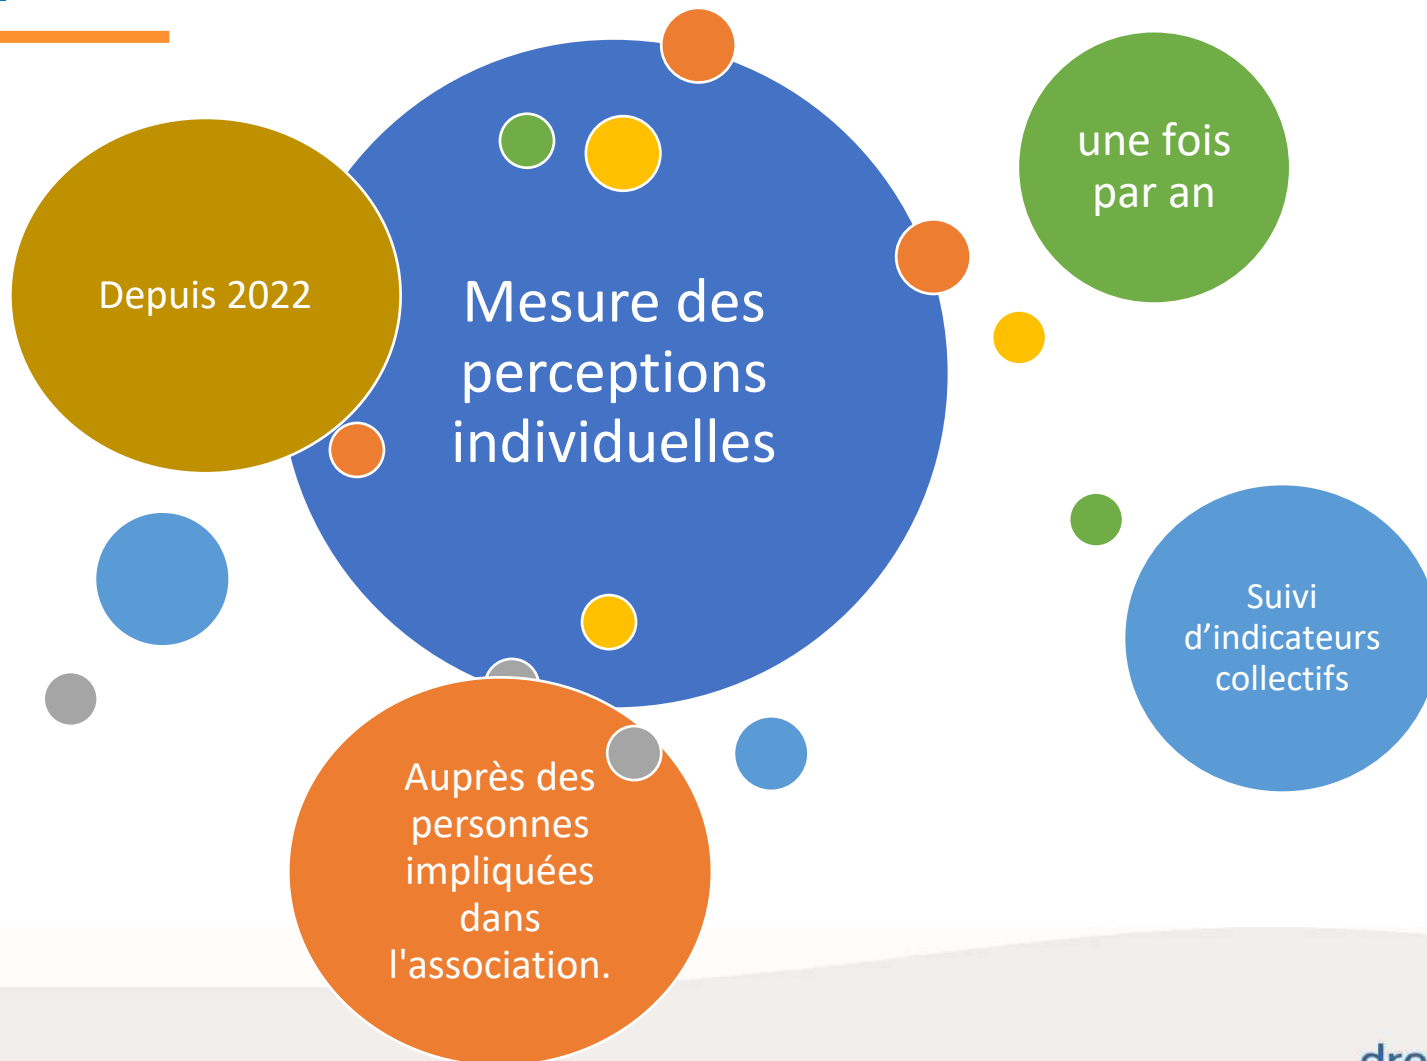 Depuis 2022
Mesure des
perceptions
individuelles
une fois
par an
Suivi
d’indicateurs
collectifs
Auprès des
personnes
impliquées
dans
l'association.